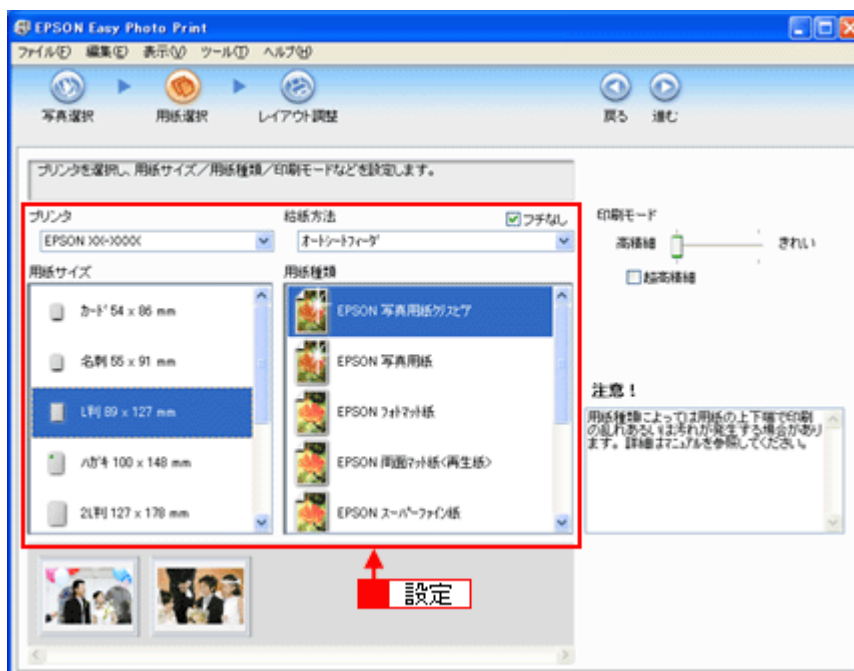 EPSON Easy Photo Print
ファイル(F) 編集(E) 表示(V) ツール(T) ヘルプ(H)
写真選択 用紙選択 レイアウト調整 戻る 進む
プリンタを選択し、用紙サイズ／用紙種類／印刷モードなどを設定します。
プリンタ 給紙方法 フチなし 印刷モード
EPSON XX-XXXX オートシートフィーダ 高精細 きれい
用紙サイズ 用紙種類 超高精細
カード 54 x 86 mm EPSON 写真用紙クリスピア
名刺 55 x 91 mm EPSON 写真用紙
L判 89 x 127 mm EPSON フォトマット紙
ハガキ 100 x 148 mm EPSON 両面マット紙<再生紙>
2L判 127 x 178 mm EPSON スーパーファイン紙
注意！
用紙種類によっては用紙の上下端で印刷
の乱れあるいは汚れが発生する場合があり
ます。詳細はマニュアルを参照してください。
設定